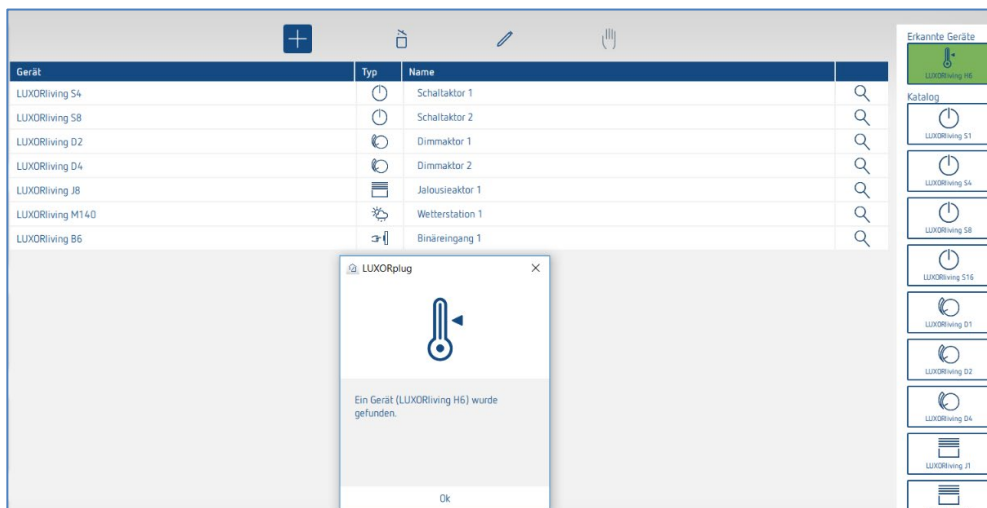 Erkannte Geräte
LUXORliving H6
Katalog
LUXORliving S1
LUXORliving S4
LUXORliving S8
LUXORliving S16
LUXORliving D1
LUXORliving D2
LUXORliving D4
LUXORliving J1
Gerät Typ Name
LUXORliving S4 Schaltaktor 1
LUXORliving S8 Schaltaktor 2
LUXORliving D2 Dimmaktor 1
LUXORliving D4 Dimmaktor 2
LUXORliving J8 Jalousieaktor 1
LUXORliving M140 Wetterstation 1
LUXORliving B6 Binäreingang 1
LUXORplug
Ein Gerät (LUXORliving H6) wurde
gefunden.
Ok